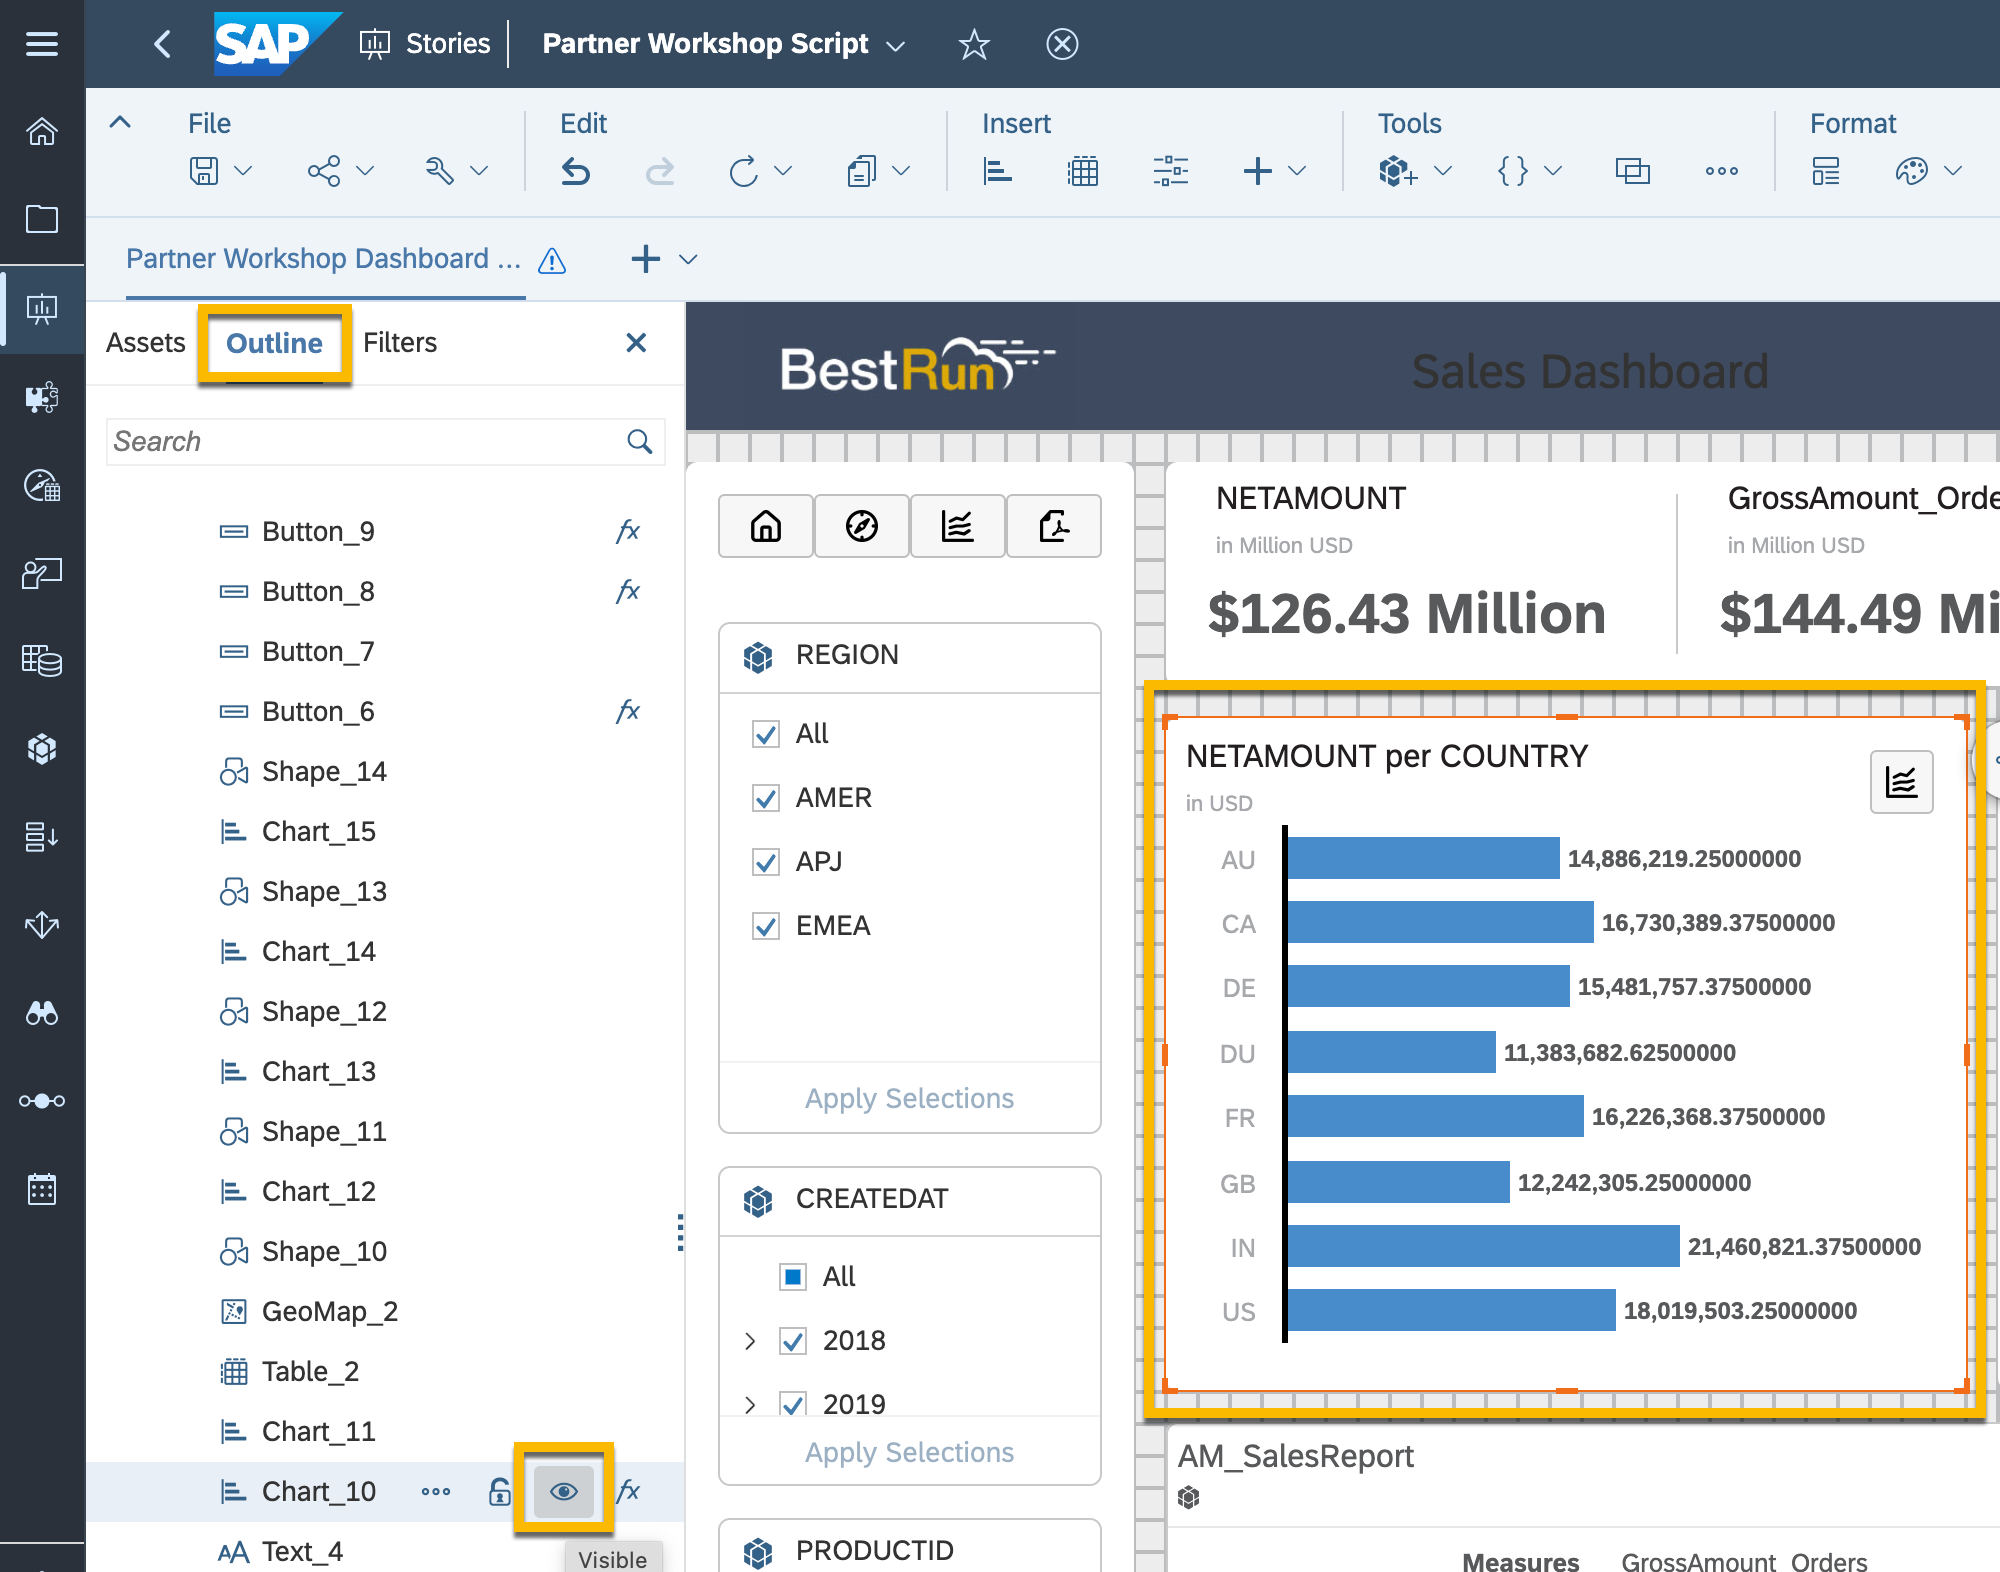 SAP Stories Partner Workshop Script
File Edit Insert Tools Format
Partner Workshop Dashboard ...
Assets Outline Filters
Search
Button_9 fx
Button_8 fx
Button_7
Button_6 fx
Shape_14
Chart_15
Shape_13
Chart_14
Shape_12
Chart_13
Shape_11
Chart_12
Shape_10
GeoMap_2
Table_2
Chart_11
Chart_10 fx
Text_4
Visible
BestRun Sales Dashboard
REGION
All
AMER
APJ
EMEA
Apply Selections
CREATEDAT
All
2018
2019
Apply Selections
PRODUCTID
NETAMOUNT
in Million USD
$126.43 Million
GrossAmount_Orde
in Million USD
$144.49 Mi
NETAMOUNT per COUNTRY
in USD
AU 14,886,219.25000000
CA 16,730,389.37500000
DE 15,481,757.37500000
DU 11,383,682.62500000
FR 16,226,368.37500000
GB 12,242,305.25000000
IN 21,460,821.37500000
US 18,019,503.25000000
AM_SalesReport
Measures GrossAmount_Orders